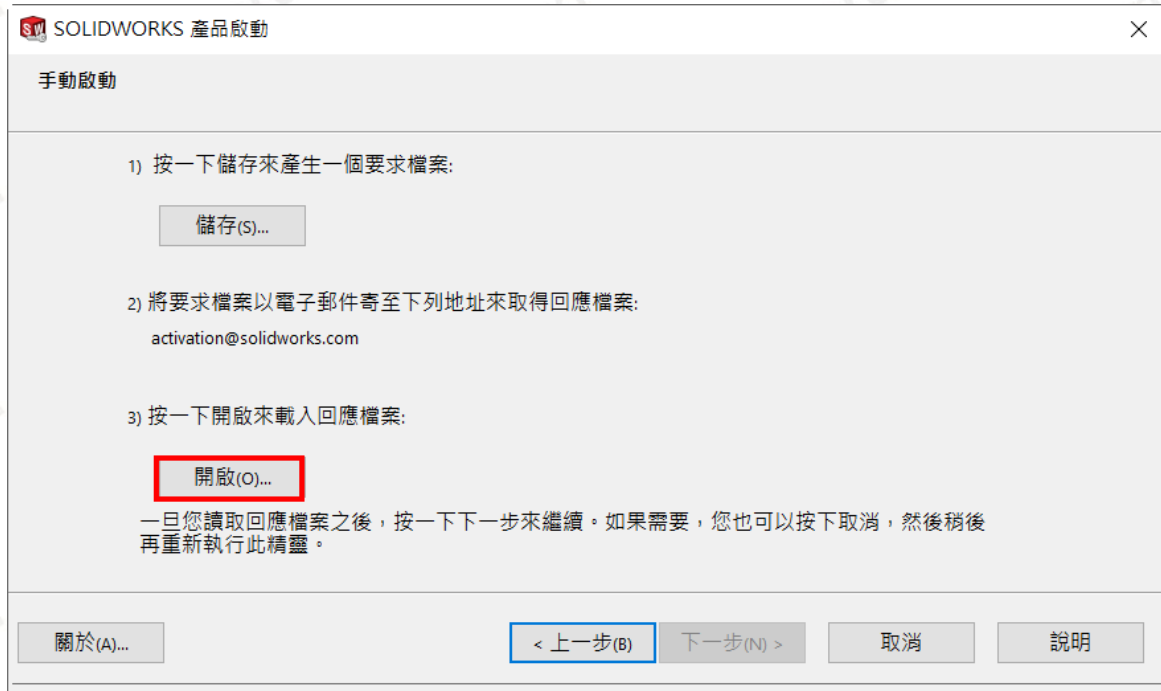 SOLIDWORKS 產品啟動
手動啟動
1) 按一下儲存來產生一個要求檔案:
儲存(S)...
2) 將要求檔案以電子郵件寄至下列地址來取得回應檔案:
activation@solidworks.com
3) 按一下開啟來載入回應檔案:
開啟(O)...
一旦您讀取回應檔案之後，按一下下一步來繼續。如果需要，您也可以按下取消，然後稍後
再重新執行此精靈。
關於(A)... < 上一步(B) 下一步(N) > 取消 說明